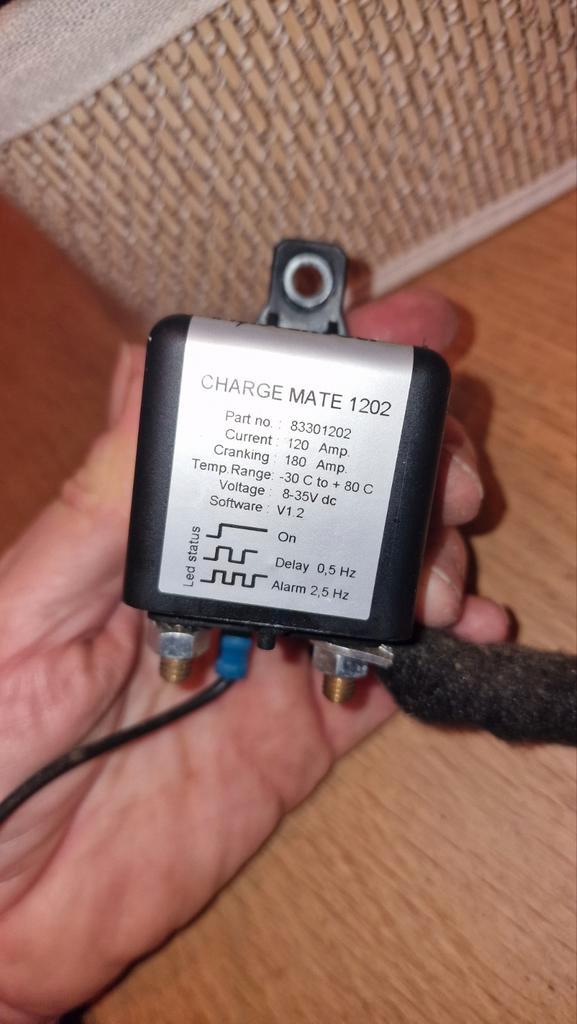 CHARGE MATE 1202
Part no. : 83301202
Current : 120 Amp.
Cranking : 180 Amp.
Temp.Range: -30 C to + 80 C
Voltage : 8-35V dc
Software : V1.2
Led status
On
Delay 0,5 Hz
Alarm 2,5 Hz